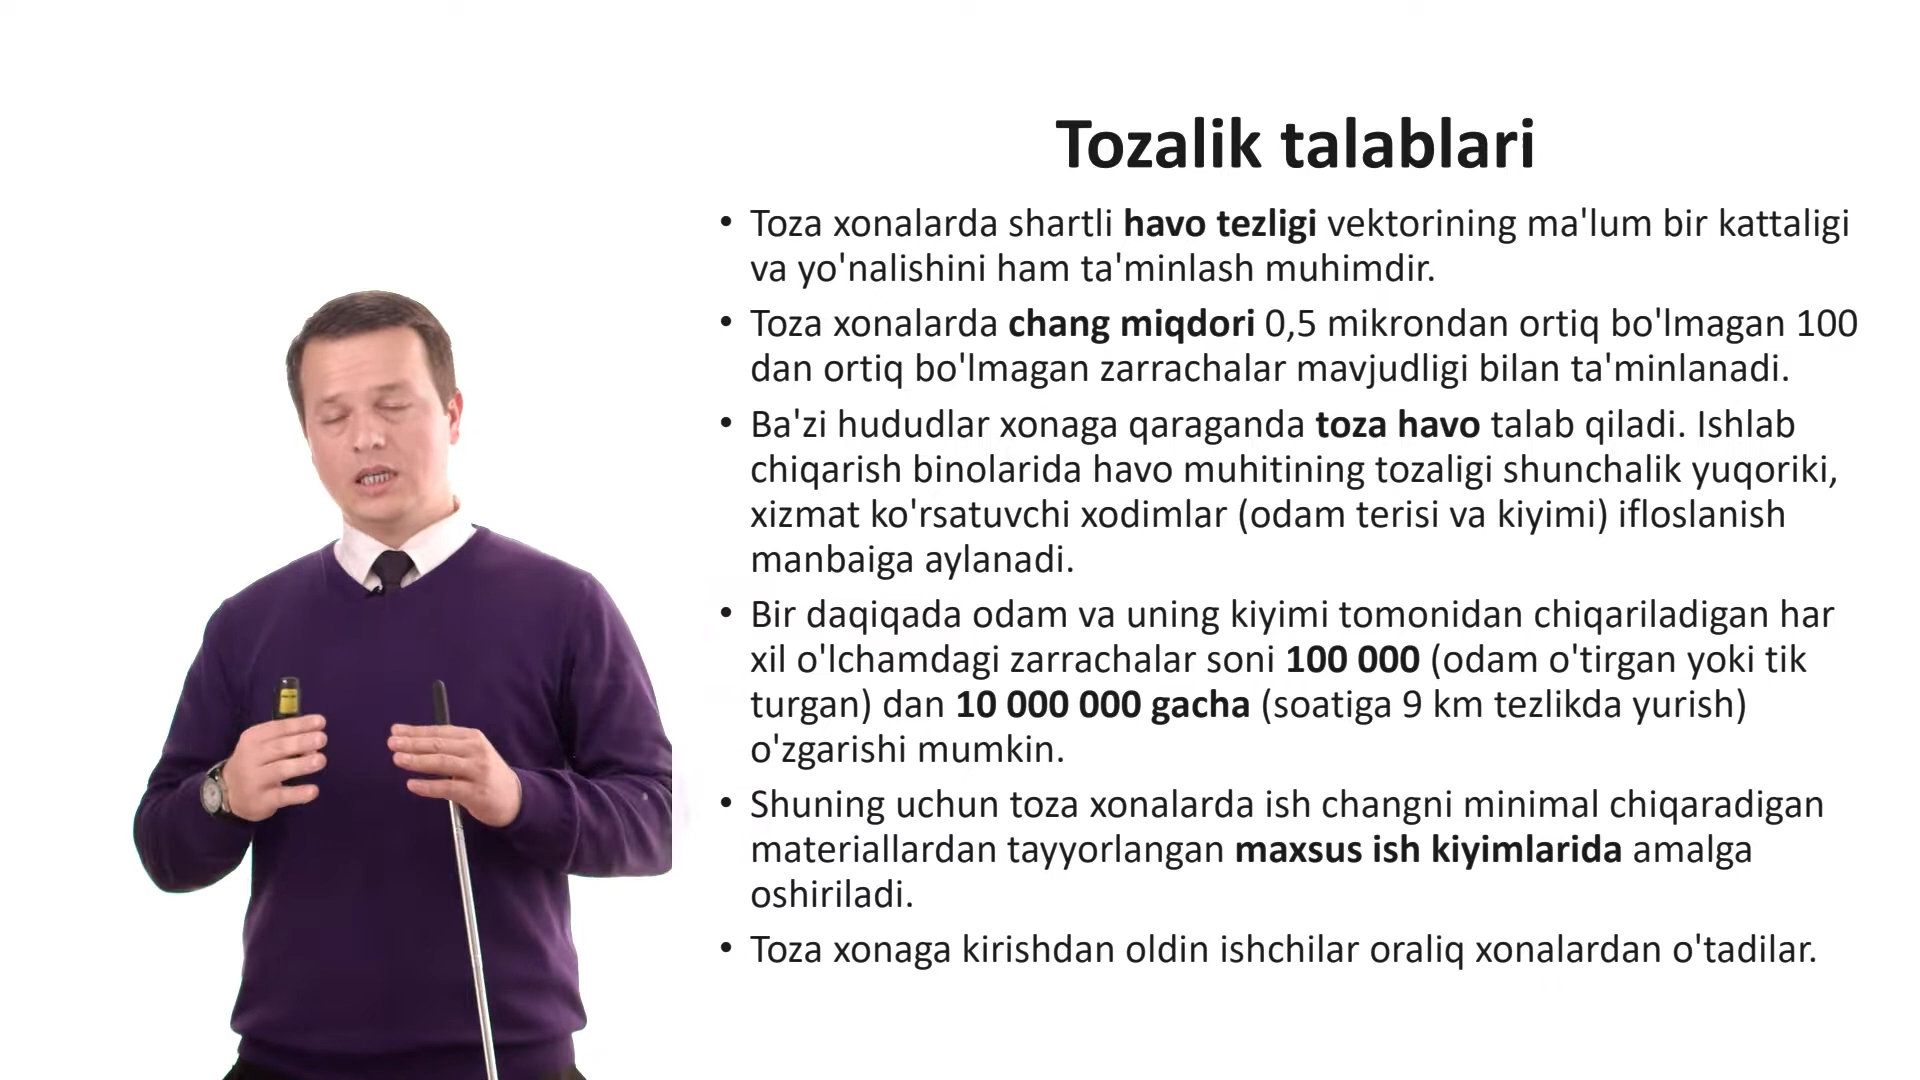 Tozalik talablari
• Toza xonalarda shartli havo tezligi vektorining ma'lum bir kattaligi
va yo'nalishini ham ta'minlash muhimdir.
• Toza xonalarda chang miqdori 0,5 mikrondan ortiq bo'lmagan 100
dan ortiq bo'lmagan zarrachalar mavjudligi bilan ta'minlanadi.
• Ba'zi hududlar xonaga qaraganda toza havo talab qiladi. Ishlab
chiqarish binolarida havo muhitining tozaligi shunchalik yuqoriki,
xizmat ko'rsatuvchi xodimlar (odam terisi va kiyimi) ifloslanish
manbaiga aylanadi.
• Bir daqiqada odam va uning kiyimi tomonidan chiqariladigan har
xil o'lchamdagi zarrachalar soni 100 000 (odam o'tirgan yoki tik
turgan) dan 10 000 000 gacha (soatiga 9 km tezlikda yurish)
o'zgarishi mumkin.
• Shuning uchun toza xonalarda ish changni minimal chiqaradigan
materiallardan tayyorlangan maxsus ish kiyimlarida amalga
oshiriladi.
• Toza xonaga kirishdan oldin ishchilar oraliq xonalardan o'tadilar.